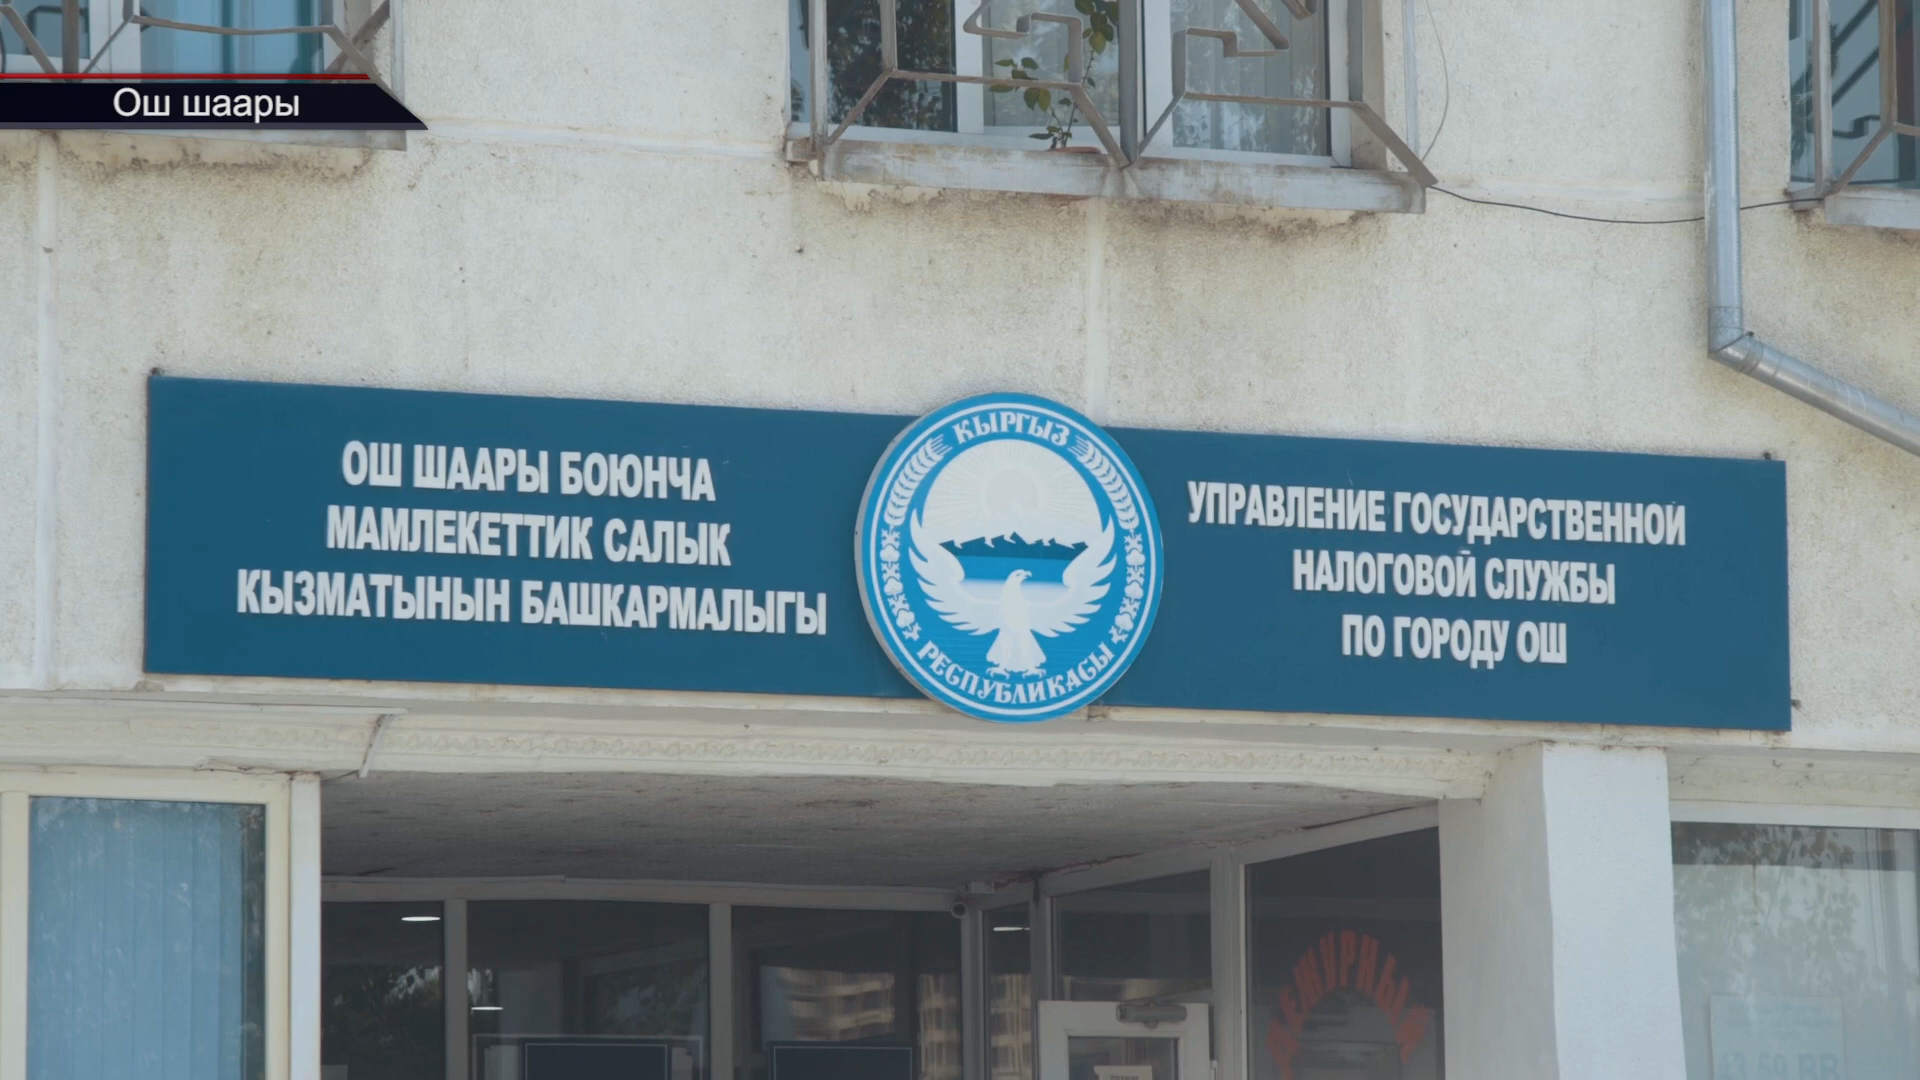 Ош шаары
ОШ ШААРЫ БОЮНЧА
МАМЛЕКЕТТИК САЛЫК
КЫЗМАТЫНЫН БАШКАРМАЛЫГЫ
КЫРГЫЗ
РЕСПУБЛИКАСЫ
УПРАВЛЕНИЕ ГОСУДАРСТВЕННОЙ
НАЛОГОВОЙ СЛУЖБЫ
ПО ГОРОДУ ОШ
ДЕЖУРНЫЙ